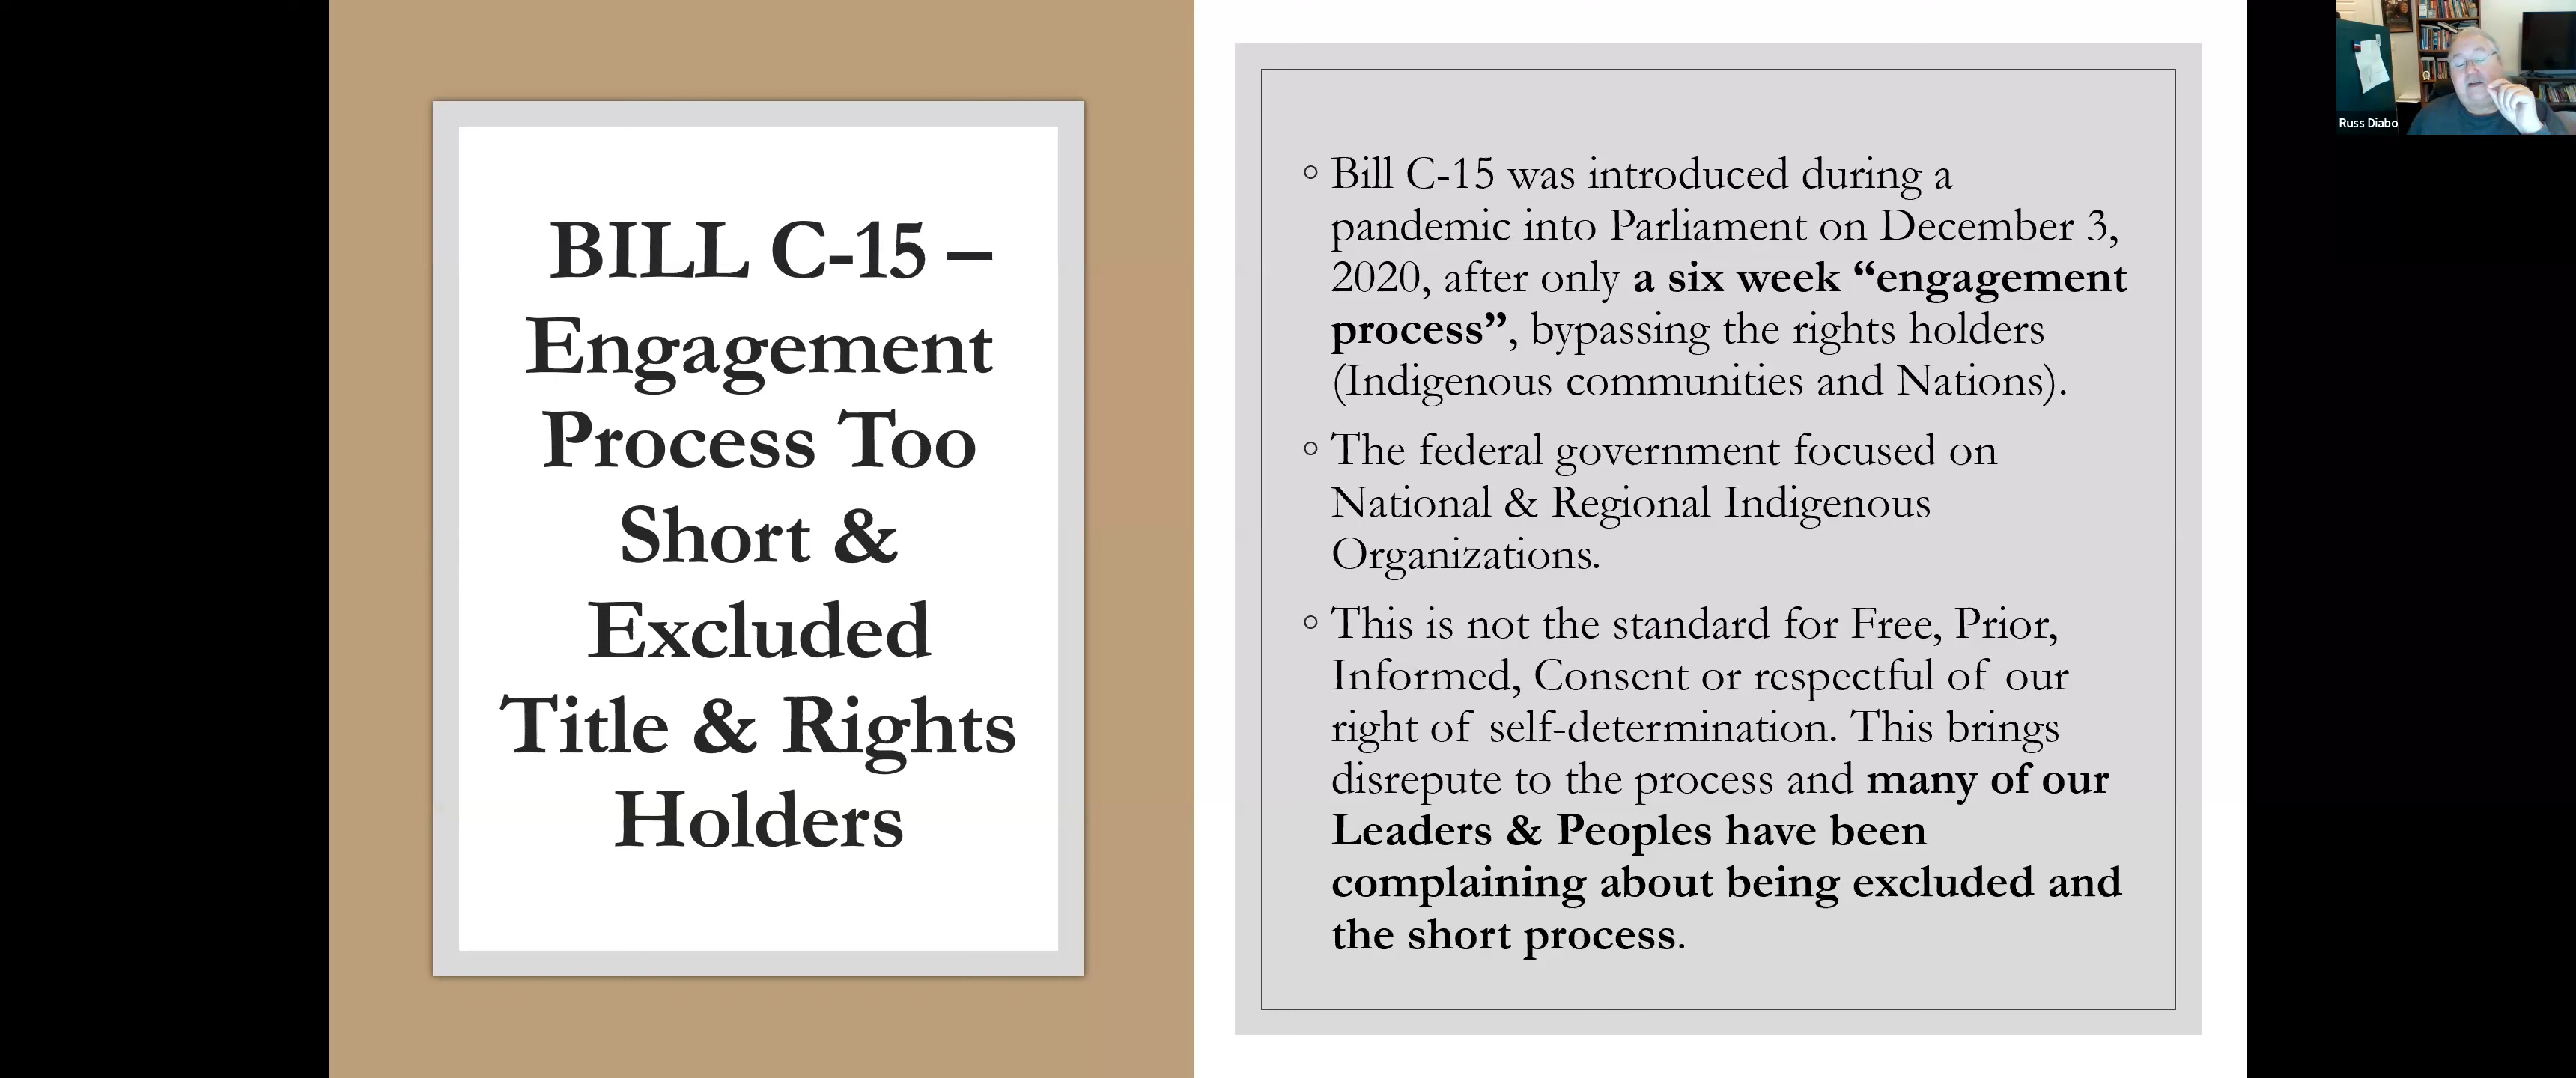 BILL C-15 –
Engagement
Process Too
Short &
Excluded
Title & Rights
Holders
◦ Bill C-15 was introduced during a
pandemic into Parliament on December 3,
2020, after only a six week “engagement
process”, bypassing the rights holders
(Indigenous communities and Nations).
◦ The federal government focused on
National & Regional Indigenous
Organizations.
◦ This is not the standard for Free, Prior,
Informed, Consent or respectful of our
right of self-determination. This brings
disrepute to the process and many of our
Leaders & Peoples have been
complaining about being excluded and
the short process.
Russ Diabo